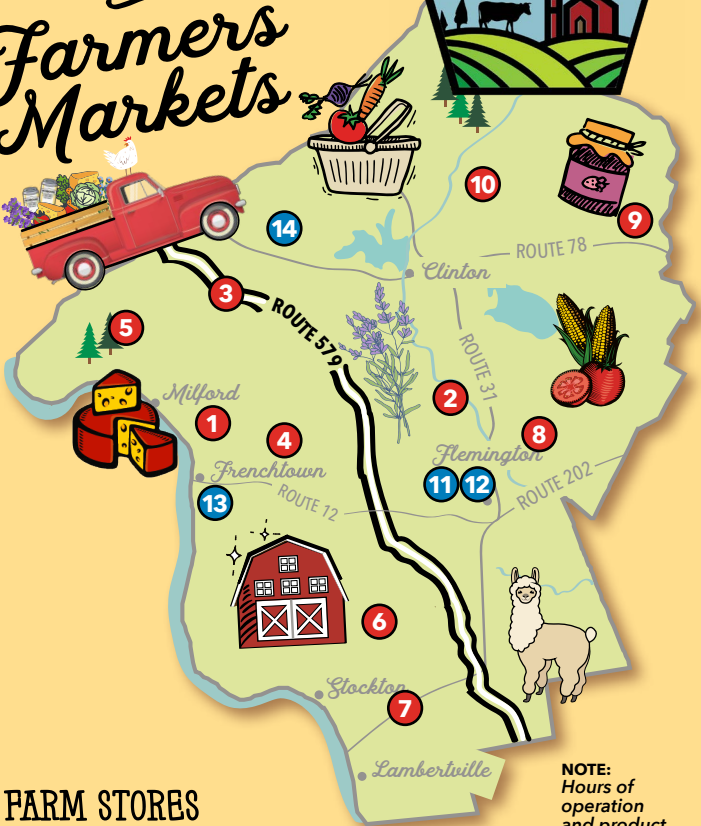 Farmers
Markets
10
9
14
ROUTE 78
Clinton
3
ROUTE 579
5
ROUTE 31
Milford
2
1
4
8
Flemington
Frenchtown
11 12
ROUTE 202
13
ROUTE 12
6
Stockton
7
Lambertville
NOTE:
Hours of
operation
and product
FARM STORES